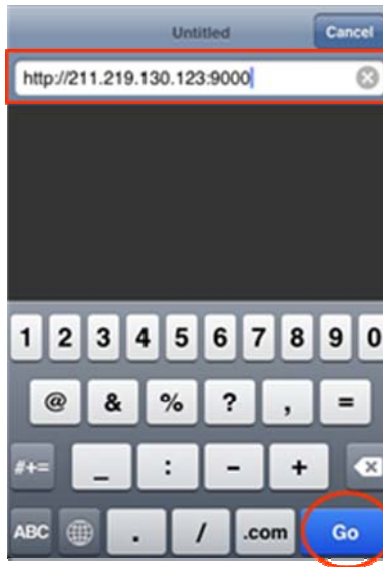 Untitled
Cancel
http://211.219.130.123:9000
1 2 3 4 5 6 7 8 9 0
@ & % ? , =
#+= _ : - +
ABC . / .com Go